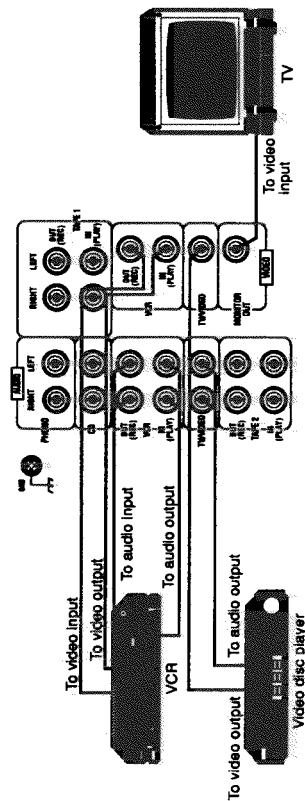 TV
To video
input
TAPE 1
LEFT
RIGHT
OUT
(REC)
IN
(PLAY)
OUT
(REC)
VCR
IN
(PLAY)
TV/VIDEO
MONITOR
OUT
VIDEO
AUDIO
LEFT
RIGHT
PHONO
CD
OUT
(REC)
VCR
IN
(PLAY)
TV/VIDEO
OUT
(REC)
TAPE 2
IN
(PLAY)
GND
To video input
To video output
To audio input
To audio output
VCR
To audio output
To video output
Video disc player